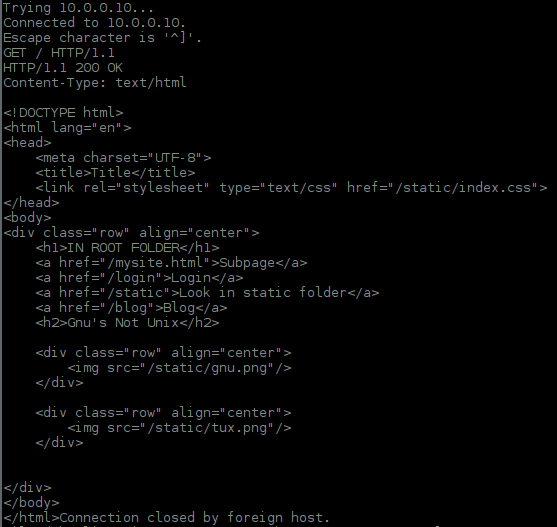 Trying 10.0.0.10...
Connected to 10.0.0.10.
Escape character is '^]'.
GET / HTTP/1.1
HTTP/1.1 200 OK
Content-Type: text/html

<!DOCTYPE html>
<html lang="en">
<head>
    <meta charset="UTF-8">
    <title>Title</title>
    <link rel="stylesheet" type="text/css" href="/static/index.css">
</head>
<body>
<div class="row" align="center">
    <h1>IN ROOT FOLDER</h1>
    <a href="/mysite.html">Subpage</a>
    <a href="/login">Login</a>
    <a href="/static">Look in static folder</a>
    <a href="/blog">Blog</a>
    <h2>Gnu's Not Unix</h2>

    <div class="row" align="center">
        <img src="/static/gnu.png"/>
    </div>

    <div class="row" align="center">
        <img src="/static/tux.png"/>
    </div>


</div>
</body>
</html>Connection closed by foreign host.